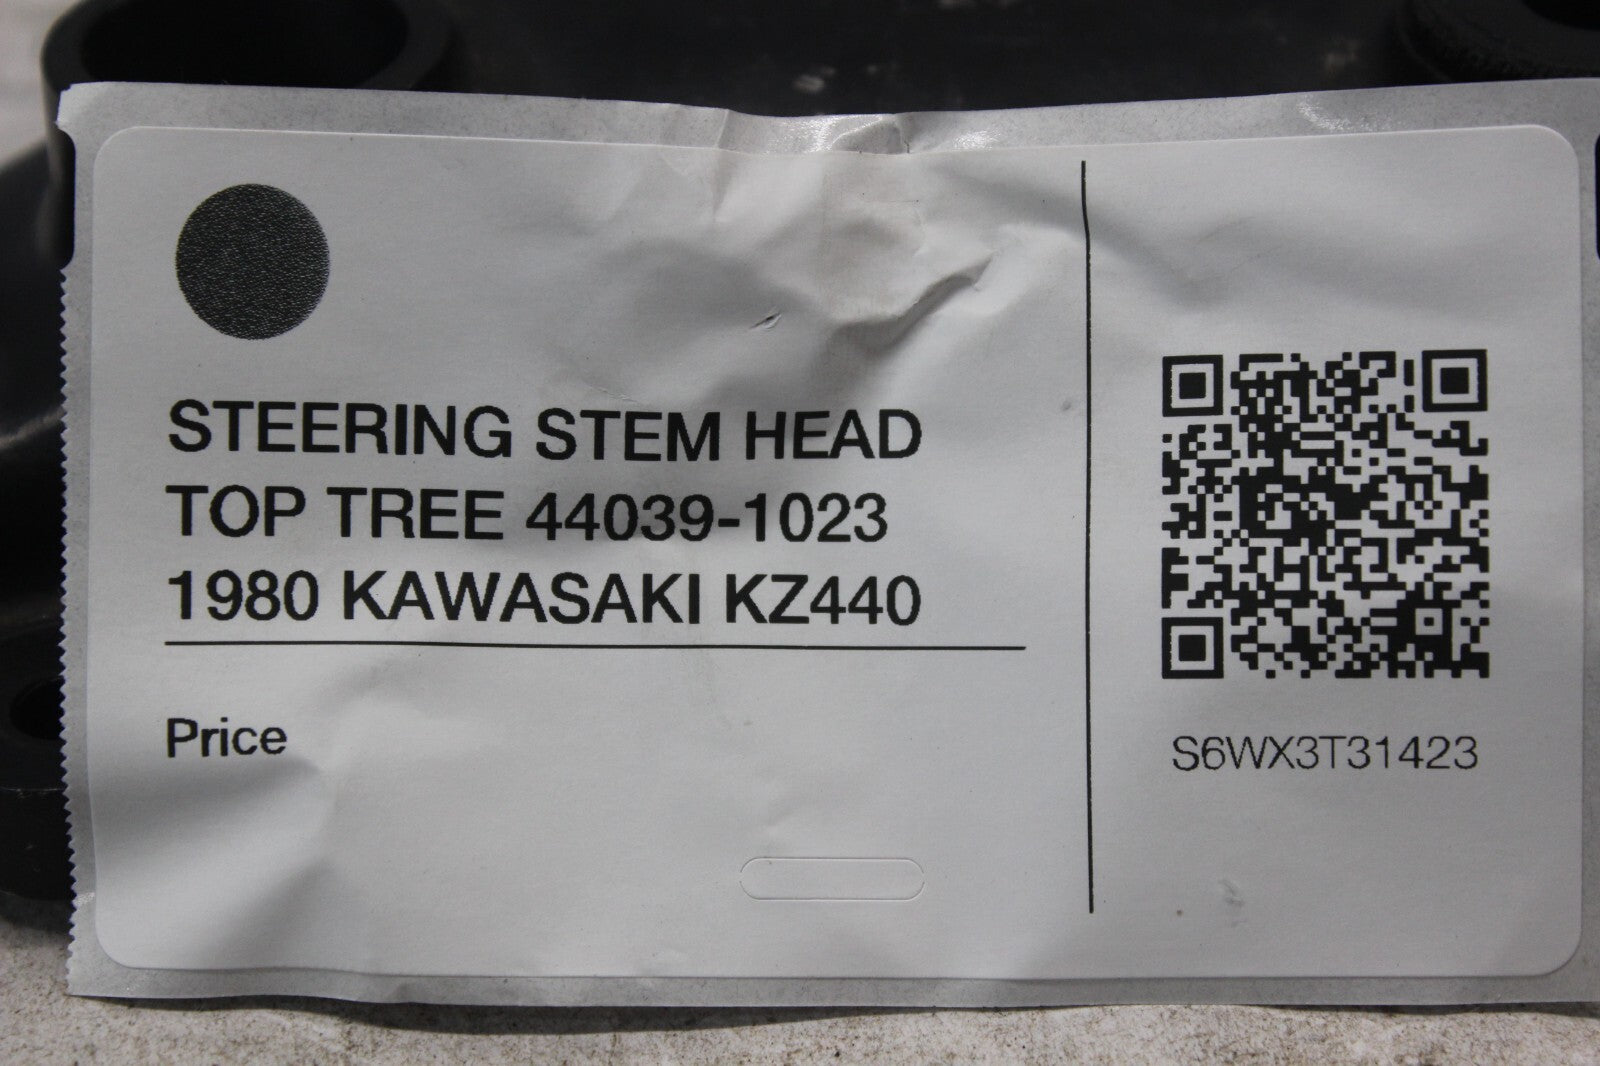 STEERING STEM HEAD
TOP TREE 44039-1023
1980 KAWASAKI KZ440
Price
S6WX3T31423